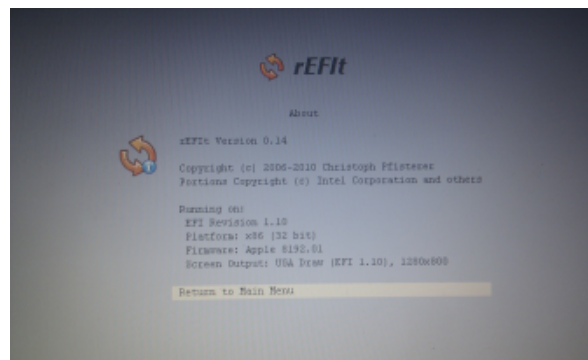 rEFIt
About
rEFIt Version 0.14
Copyright (c) 2006-2010 Christoph Pfisterer
Portions Copyright (c) Intel Corporation and others
Running on:
EFI Revision 1.10
Platform: x86 (32 bit)
Firmware: Apple 8192.01
Screen Output: UGA Draw (EFI 1.10), 1280x800
Return to Main Menu